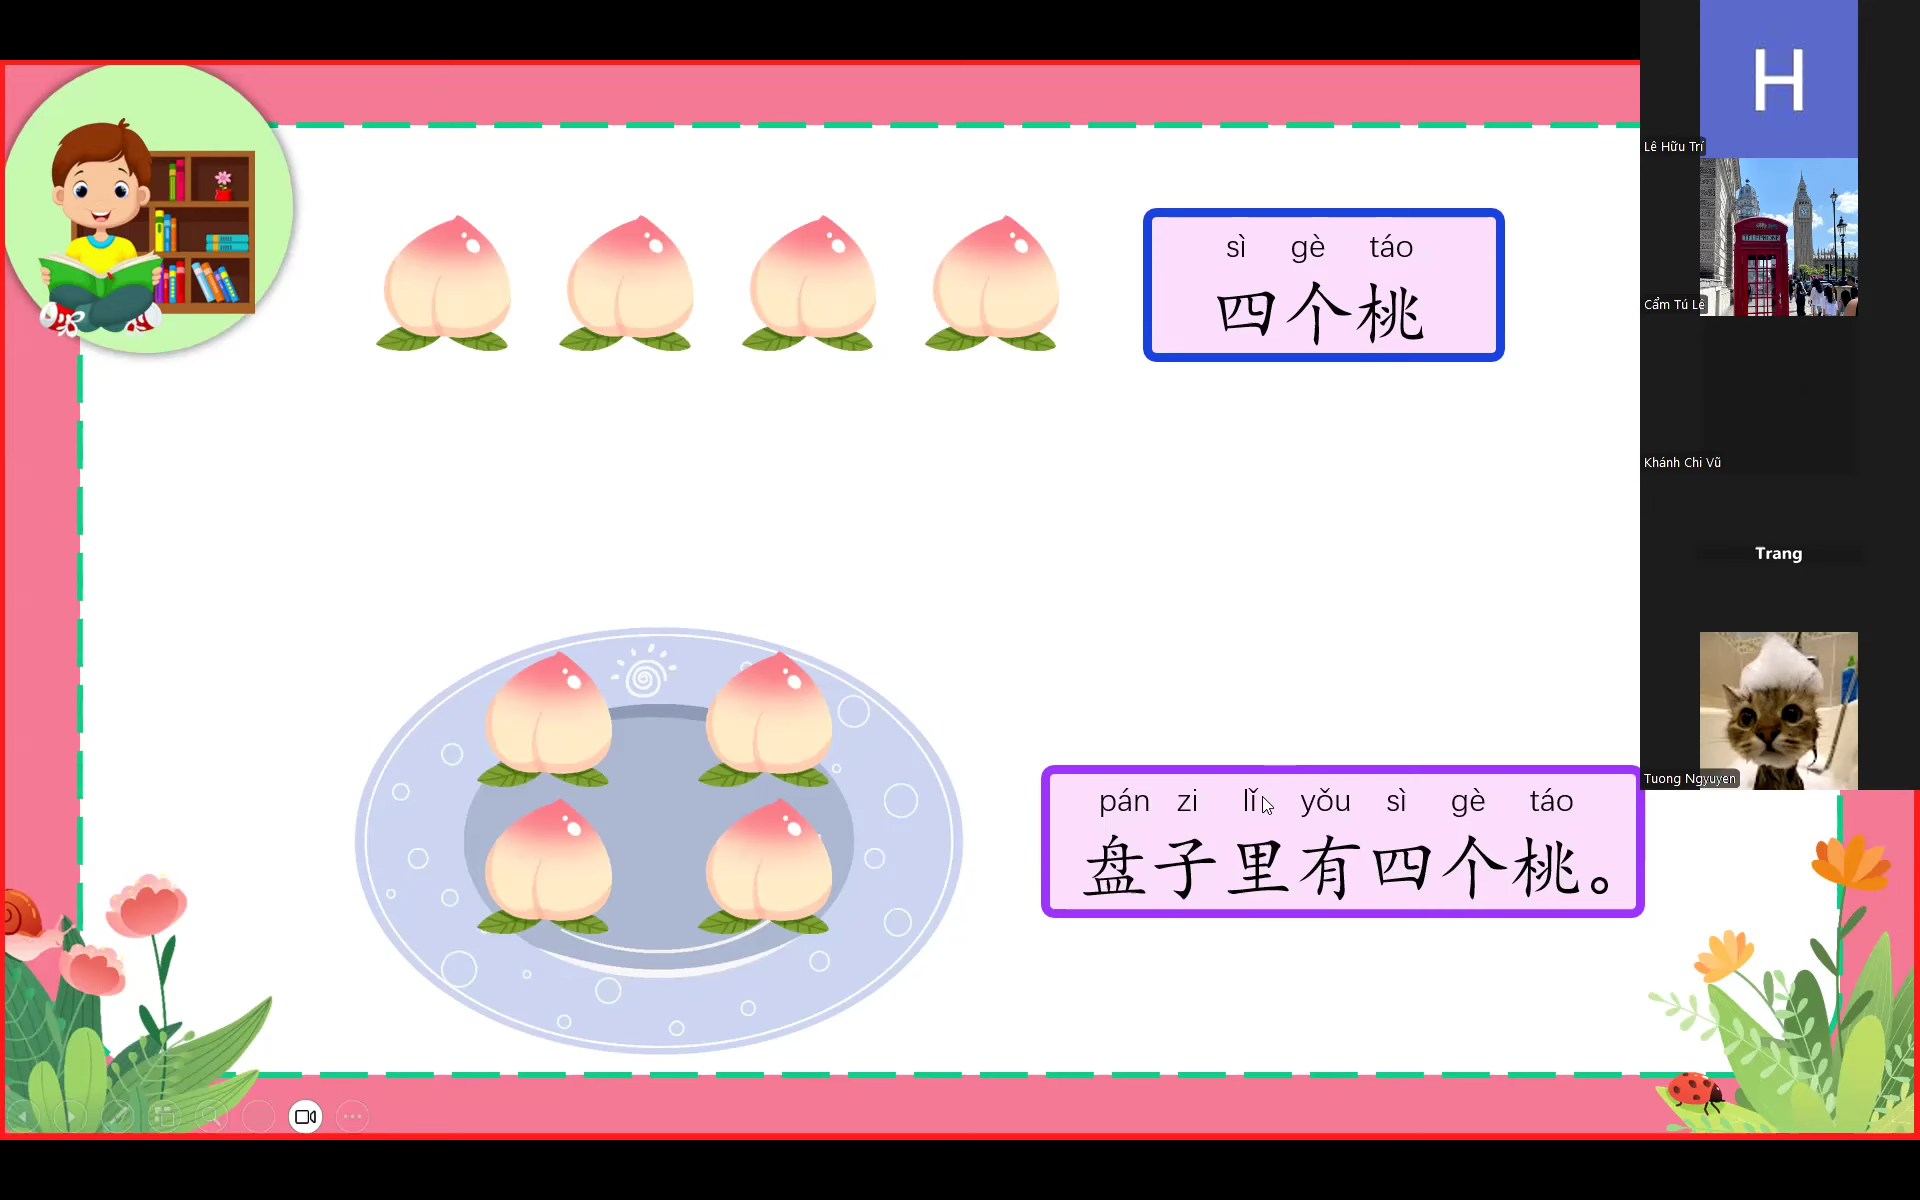 sì gè táo
四个桃
pán zi lǐ yǒu sì gè táo
盘子里有四个桃。
H
Lê Hữu Trí
TELEPHONE
Cẩm Tú Lê
Khánh Chi Vũ
Trang
Tuong Ngyuyen